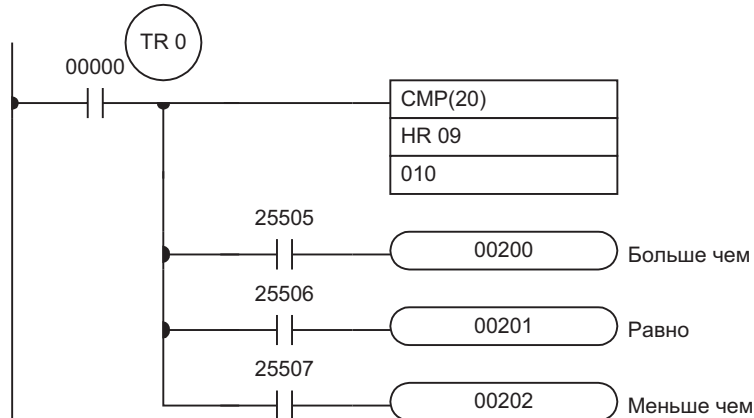 TR 0
00000
CMP(20)
HR 09
010
25505
00200 Больше чем
25506
00201 Равно
25507
00202 Меньше чем